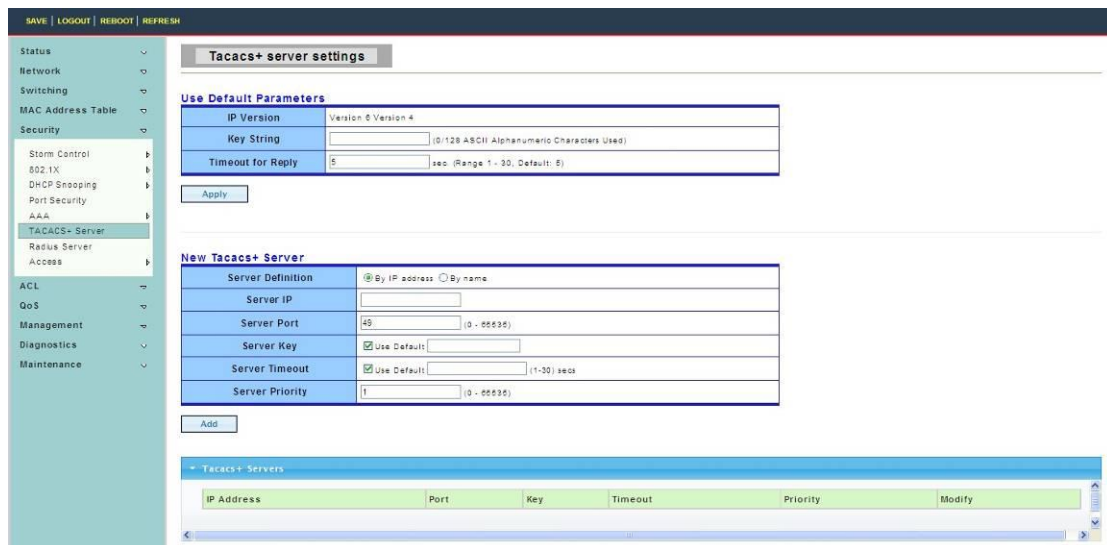 SAVE | LOGOUT | REBOOT | REFRESH
Status
Network
Switching
MAC Address Table
Security
Storm Control
802.1X
DHCP Snooping
Port Security
AAA
TACACS+ Server
Radius Server
Access
ACL
QoS
Management
Diagnostics
Maintenance
Tacacs+ server settings
Use Default Parameters
IP Version Version 6 Version 4
Key String (0/128 ASCII Alphanumeric Characters Used)
Timeout for Reply 5 sec. (Range 1 - 30, Default: 5)
Apply
New Tacacs+ Server
Server Definition By IP address By name
Server IP
Server Port 49 (0 - 65535)
Server Key Use Default
Server Timeout Use Default (1-30) secs
Server Priority 1 (0 - 65535)
Add
Tacacs+ Servers
IP Address Port Key Timeout Priority Modify